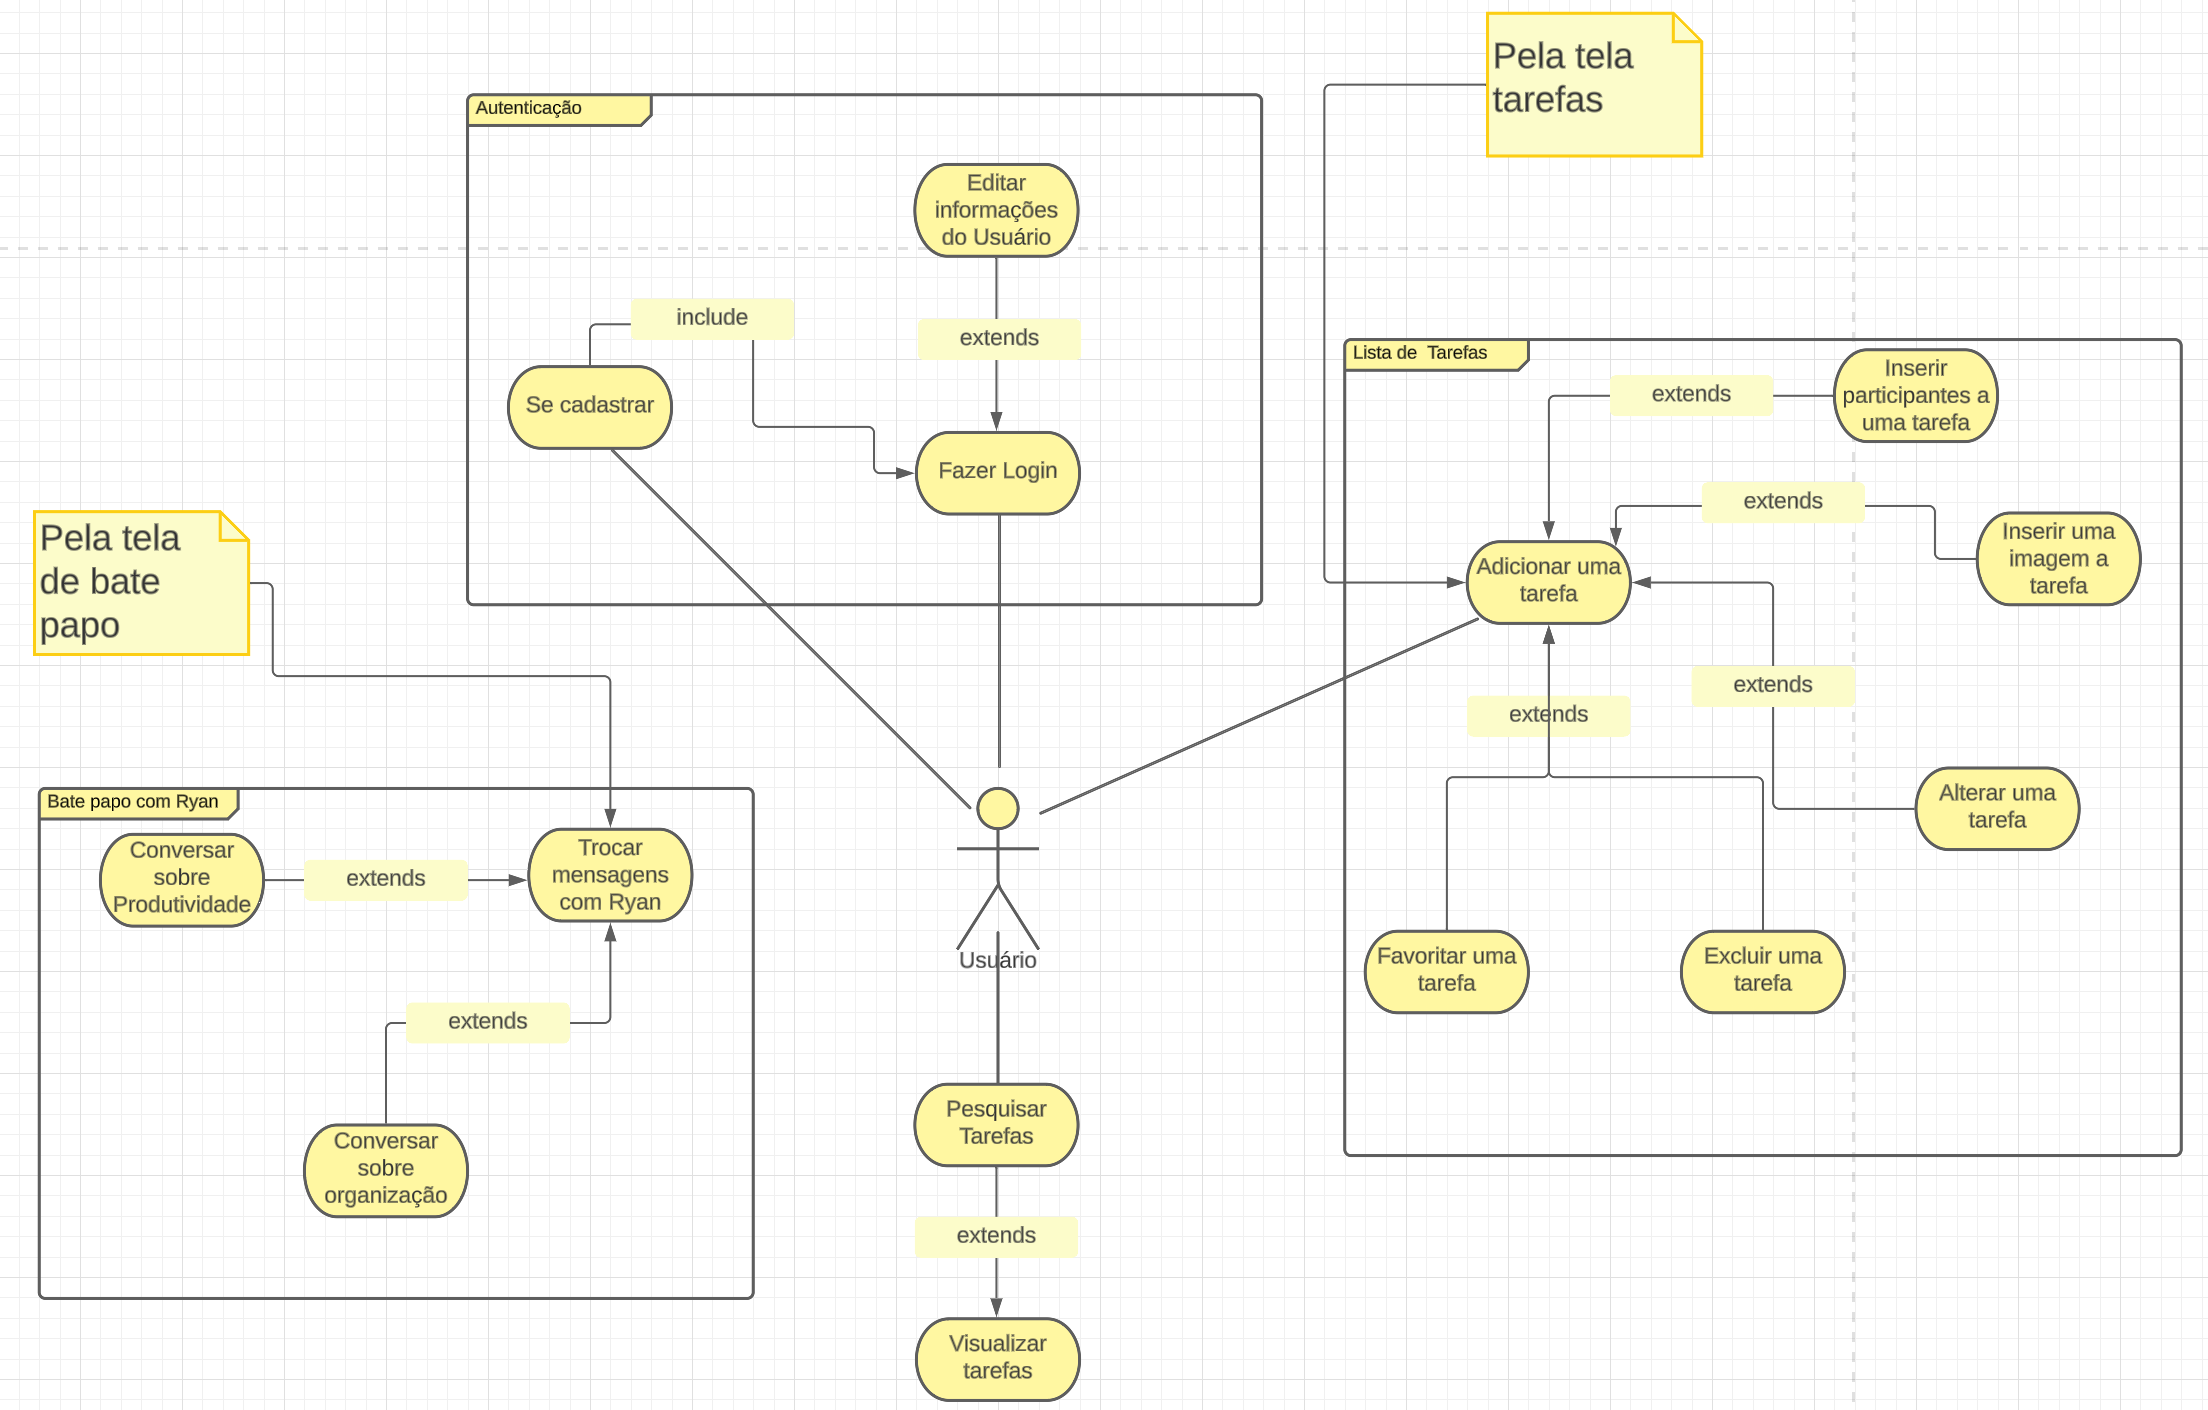 Pela tela
tarefas
Autenticação
Editar
informações
do Usuário
include
extends
Se cadastrar
Fazer Login
Lista de  Tarefas
Inserir
participantes a
uma tarefa
extends
extends
Inserir uma
imagem a
tarefa
Adicionar uma
tarefa
extends
extends
Alterar uma
tarefa
Favoritar uma
tarefa
Excluir uma
tarefa
Pela tela
de bate
papo
Bate papo com Ryan
Conversar
sobre
Produtividade
extends
Trocar
mensagens
com Ryan
extends
Conversar
sobre
organização
Usuário
Pesquisar
Tarefas
extends
Visualizar
tarefas